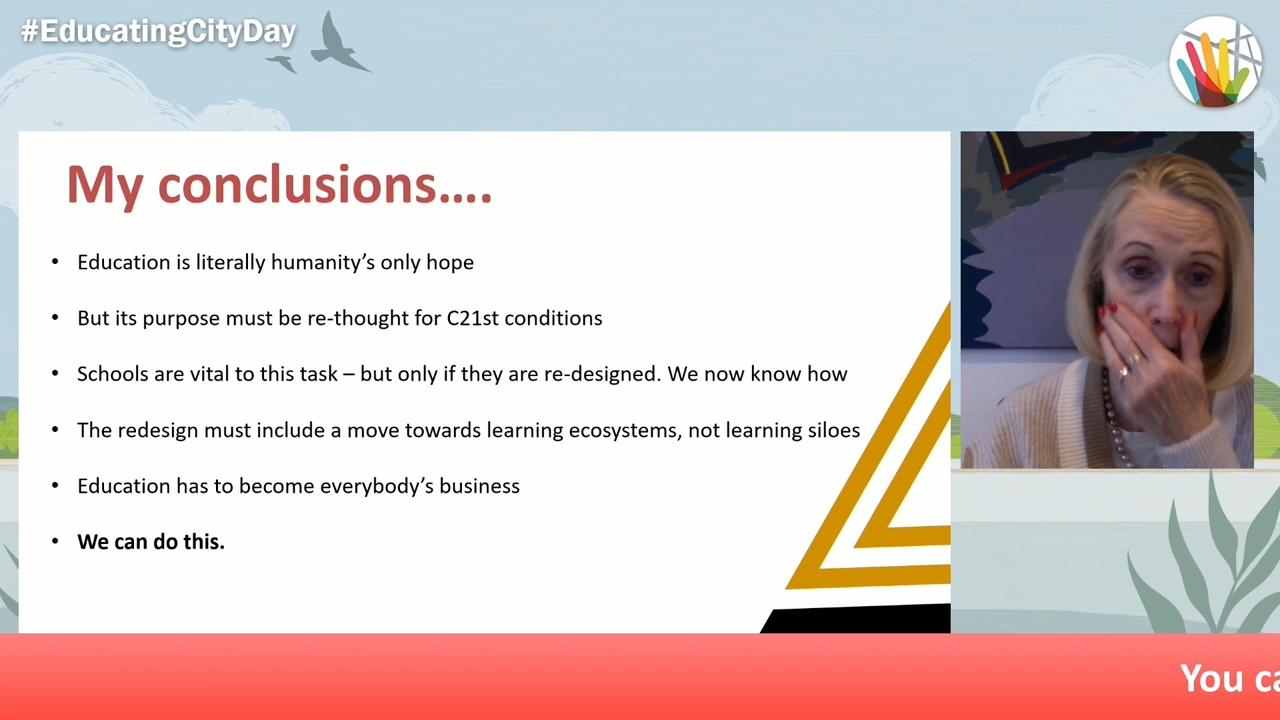 #EducatingCityDay
My conclusions....
• Education is literally humanity's only hope
• But its purpose must be re-thought for C21st conditions
• Schools are vital to this task – but only if they are re-designed. We now know how
• The redesign must include a move towards learning ecosystems, not learning siloes
• Education has to become everybody's business
• We can do this.
You ca